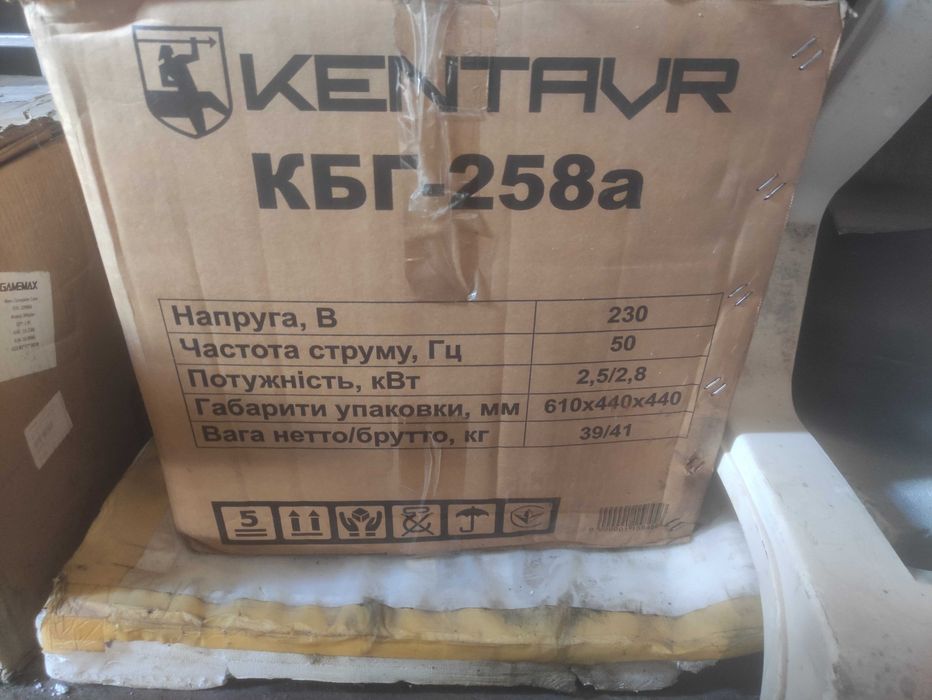 KENTAVR
КБГ-258а
Напруга, В 230
Частота струму, Гц 50
Потужність, кВт 2,5/2,8
Габарити упаковки, мм 610х440х440
Вага нетто/брутто, кг 39/41
5
GAMEMAX